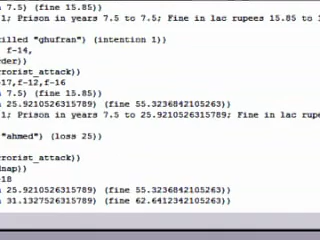 7.5) (fine 15.85))
1; Prison in years 7.5 to 7.5; Fine in lac rupees 15.85 to 1
illed "ghufran") (intention 1))
f-14,
der))
rrorist_attack))
-17,f-12,f-16
n 7.5) (fine 15.85))
n 25.9210526315789) (fine 55.3236842105263))
1; Prison in years 7.5 to 25.9210526315789; Fine in lac rupe
"ahmed") (loss 25))
rrorist_attack))
nap))
-18
n 25.9210526315789) (fine 55.3236842105263))
n 31.1327526315789) (fine 62.6412342105263))